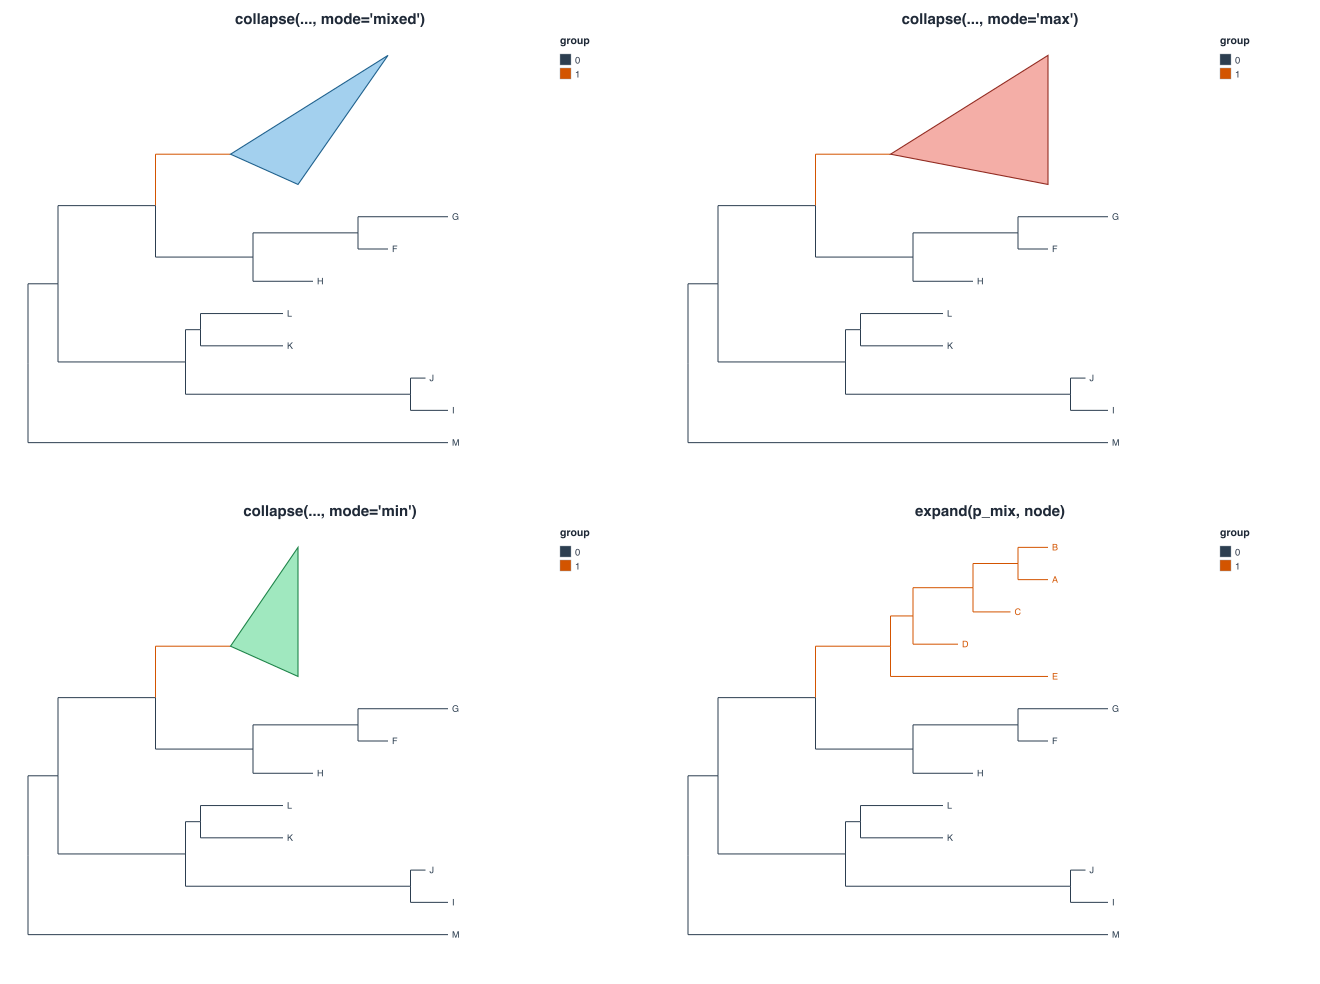 collapse(..., mode='mixed')
group
0
1
G
F
H
L
K
J
I
M
collapse(..., mode='max')
group
0
1
G
F
H
L
K
J
I
M
collapse(..., mode='min')
group
0
1
G
F
H
L
K
J
I
M
expand(p_mix, node)
group
0
1
B
A
C
D
E
G
F
H
L
K
J
I
M